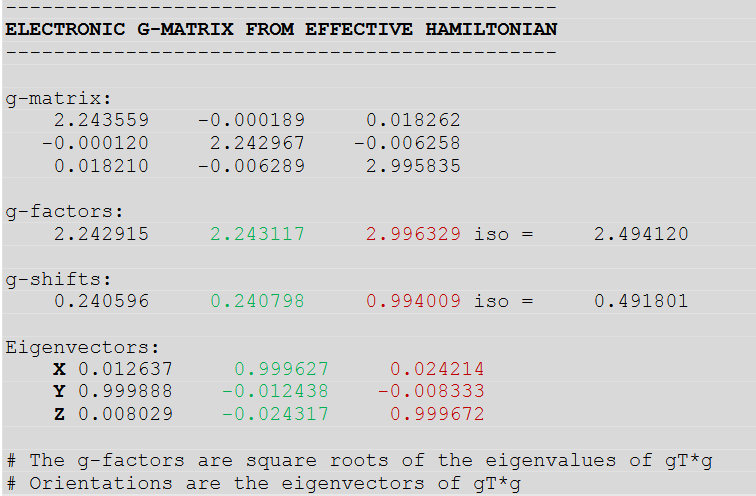 ------------------------------------------------
ELECTRONIC G-MATRIX FROM EFFECTIVE HAMILTONIAN
------------------------------------------------
g-matrix:
2.243559 -0.000189 0.018262
-0.000120 2.242967 -0.006258
0.018210 -0.006289 2.995835
g-factors:
2.242915 2.243117 2.996329 iso = 2.494120
g-shifts:
0.240596 0.240798 0.994009 iso = 0.491801
Eigenvectors:
X 0.012637 0.999627 0.024214
Y 0.999888 -0.012438 -0.008333
Z 0.008029 -0.024317 0.999672
# The g-factors are square roots of the eigenvalues of gT*g
# Orientations are the eigenvectors of gT*g